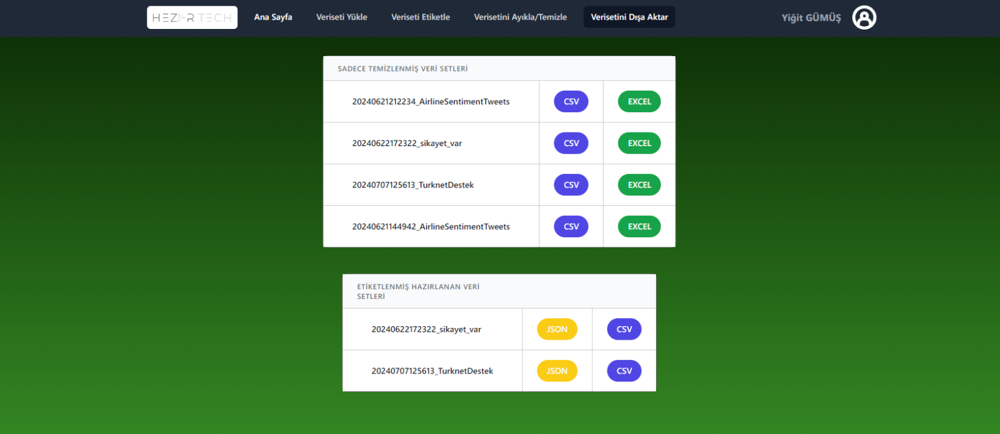 HEZAR TECH
Ana Sayfa
Veriseti Yükle
Veriseti Etiketle
Verisetini Ayıkla/Temizle
Verisetini Dışa Aktar
Yiğit GÜMÜŞ
SADECE TEMİZLENMİŞ VERİ SETLERİ
20240621212234_AirlineSentimentTweets
CSV
EXCEL
20240622172322_sikayet_var
CSV
EXCEL
20240707125613_TurknetDestek
CSV
EXCEL
20240621144942_AirlineSentimentTweets
CSV
EXCEL
ETİKETLENMİŞ HAZIRLANAN VERİ
SETLERİ
20240622172322_sikayet_var
JSON
CSV
20240707125613_TurknetDestek
JSON
CSV